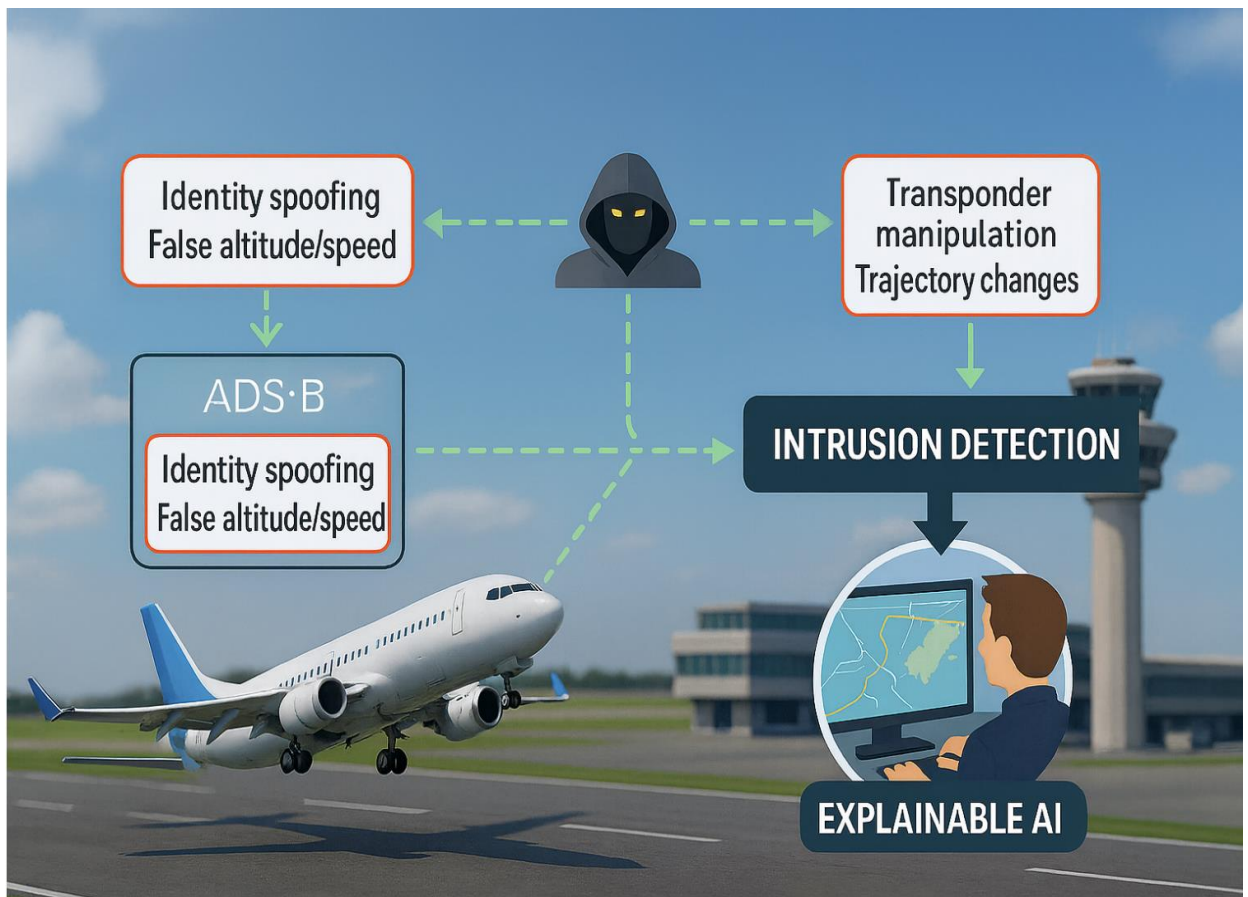 Identity spoofing
False altitude/speed
Transponder
manipulation
Trajectory changes
ADS·B
Identity spoofing
False altitude/speed
INTRUSION DETECTION
EXPLAINABLE AI